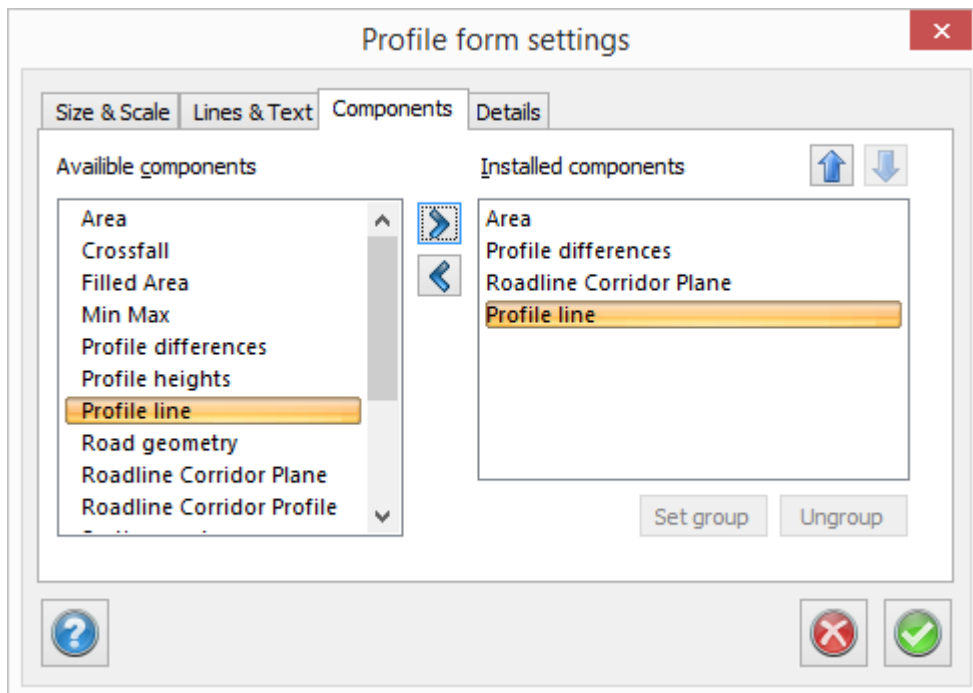 Profile form settings
Size & Scale
Lines & Text
Components
Details
Availible components
Area
Crossfall
Filled Area
Min Max
Profile differences
Profile heights
Profile line
Road geometry
Roadline Corridor Plane
Roadline Corridor Profile
Installed components
Area
Profile differences
Roadline Corridor Plane
Profile line
Set group
Ungroup